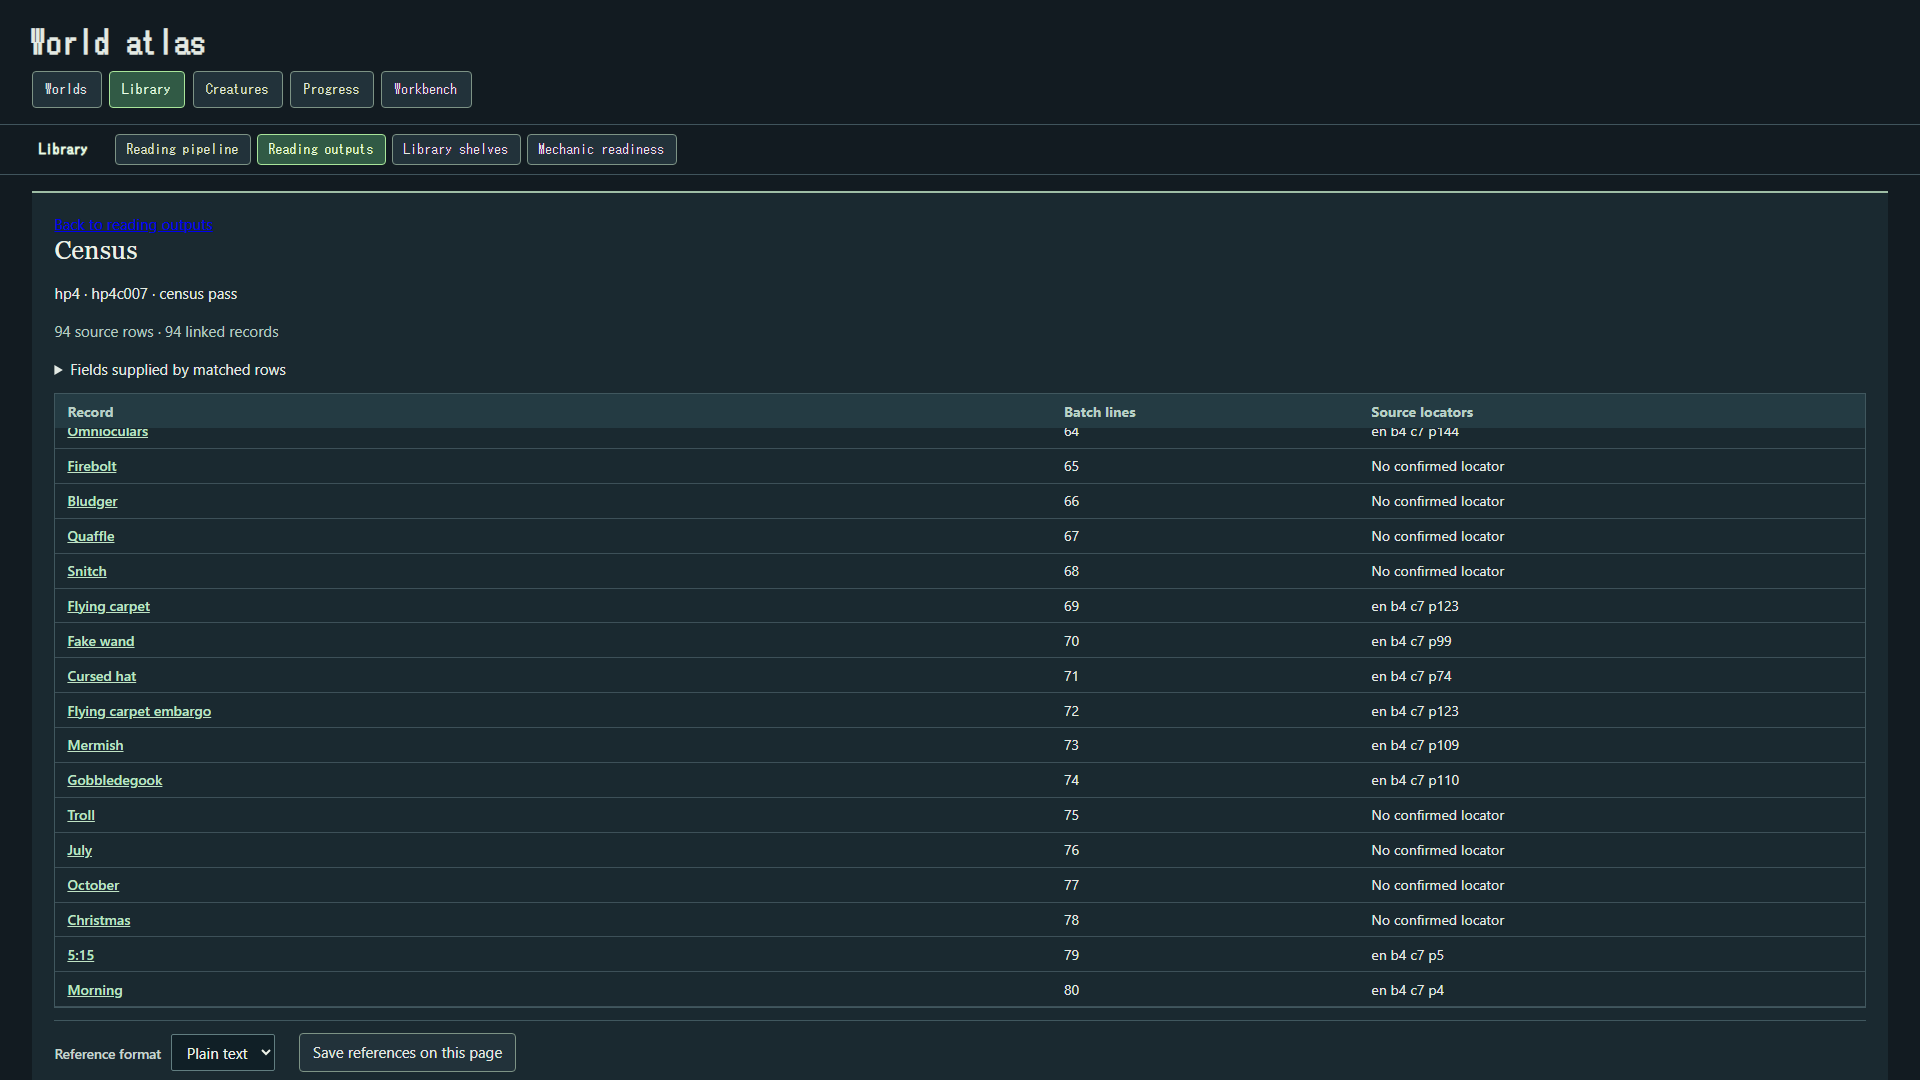 World atlas
Worlds Library Creatures Progress Workbench
Library Reading pipeline Reading outputs Library shelves Mechanic readiness
Back to reading outputs
Census
hp4 · hp4c007 · census pass
94 source rows · 94 linked records
▶ Fields supplied by matched rows
Record Batch lines Source locators
Omnioculars 64 en b4 c7 p144
Firebolt 65 No confirmed locator
Bludger 66 No confirmed locator
Quaffle 67 No confirmed locator
Snitch 68 No confirmed locator
Flying carpet 69 en b4 c7 p123
Fake wand 70 en b4 c7 p99
Cursed hat 71 en b4 c7 p74
Flying carpet embargo 72 en b4 c7 p123
Mermish 73 en b4 c7 p109
Gobbledegook 74 en b4 c7 p110
Troll 75 No confirmed locator
July 76 No confirmed locator
October 77 No confirmed locator
Christmas 78 No confirmed locator
5:15 79 en b4 c7 p5
Morning 80 en b4 c7 p4
Reference format Plain text Save references on this page